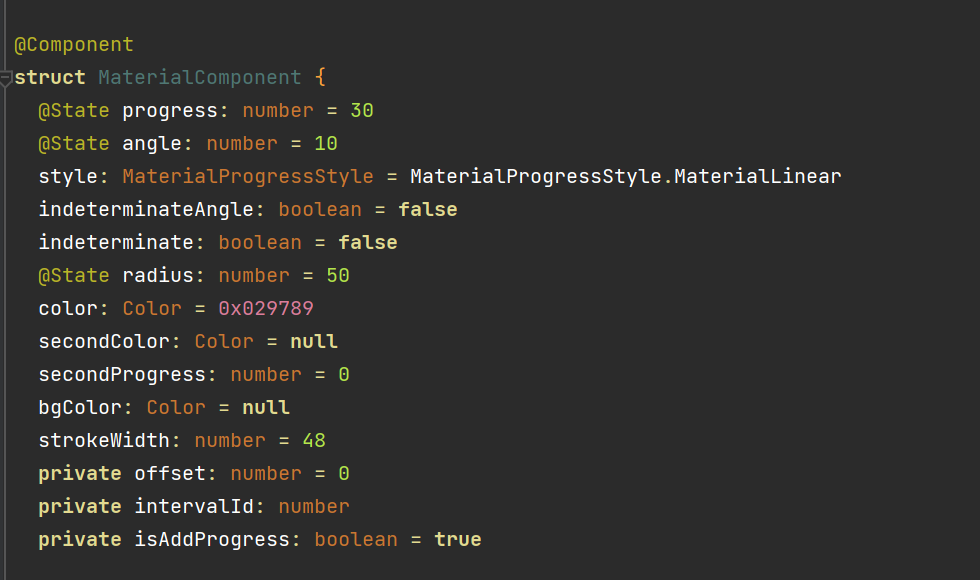 @Component
struct MaterialComponent {
@State progress: number = 30
@State angle: number = 10
style: MaterialProgressStyle = MaterialProgressStyle.MaterialLinear
indeterminateAngle: boolean = false
indeterminate: boolean = false
@State radius: number = 50
color: Color = 0x029789
secondColor: Color = null
secondProgress: number = 0
bgColor: Color = null
strokeWidth: number = 48
private offset: number = 0
private intervalId: number
private isAddProgress: boolean = true